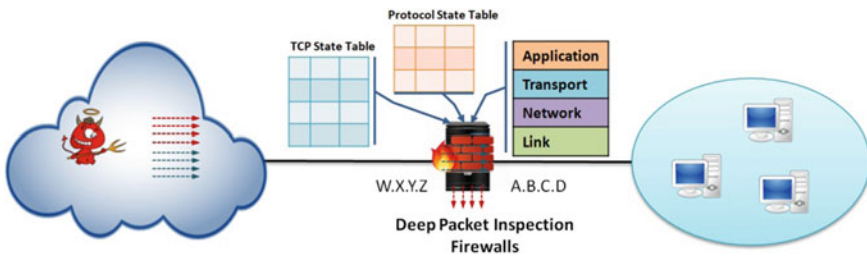 Protocol State Table
TCP State Table
Application
Transport
Network
Link
W.X.Y.Z
A.B.C.D
Deep Packet Inspection
Firewalls